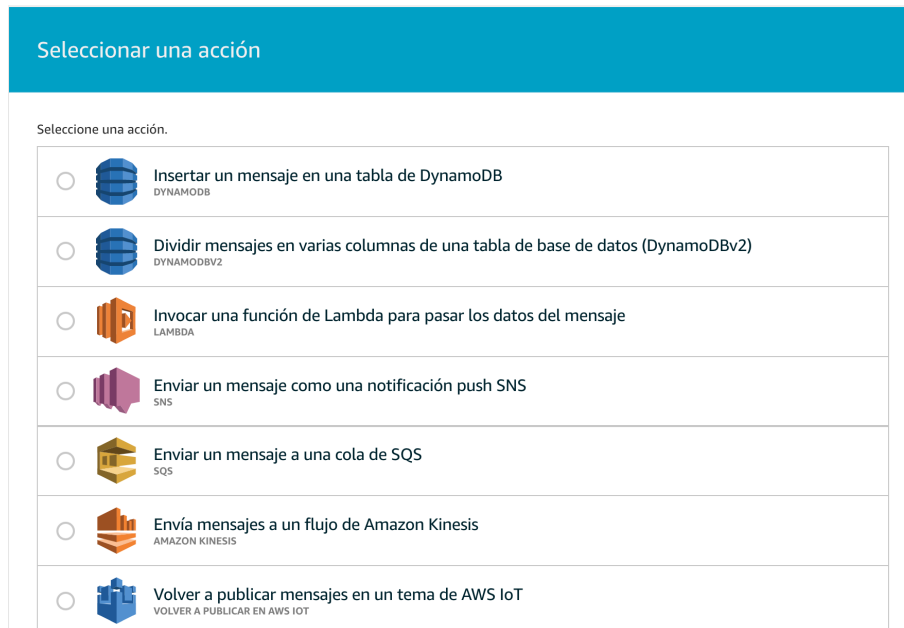 Seleccionar una acción
Seleccione una acción.
Insertar un mensaje en una tabla de DynamoDB
DYNAMODB
Dividir mensajes en varias columnas de una tabla de base de datos (DynamoDBv2)
DYNAMODBV2
Invocar una función de Lambda para pasar los datos del mensaje
LAMBDA
Enviar un mensaje como una notificación push SNS
SNS
Enviar un mensaje a una cola de SQS
SQS
Envía mensajes a un flujo de Amazon Kinesis
AMAZON KINESIS
Volver a publicar mensajes en un tema de AWS IoT
VOLVER A PUBLICAR EN AWS IOT